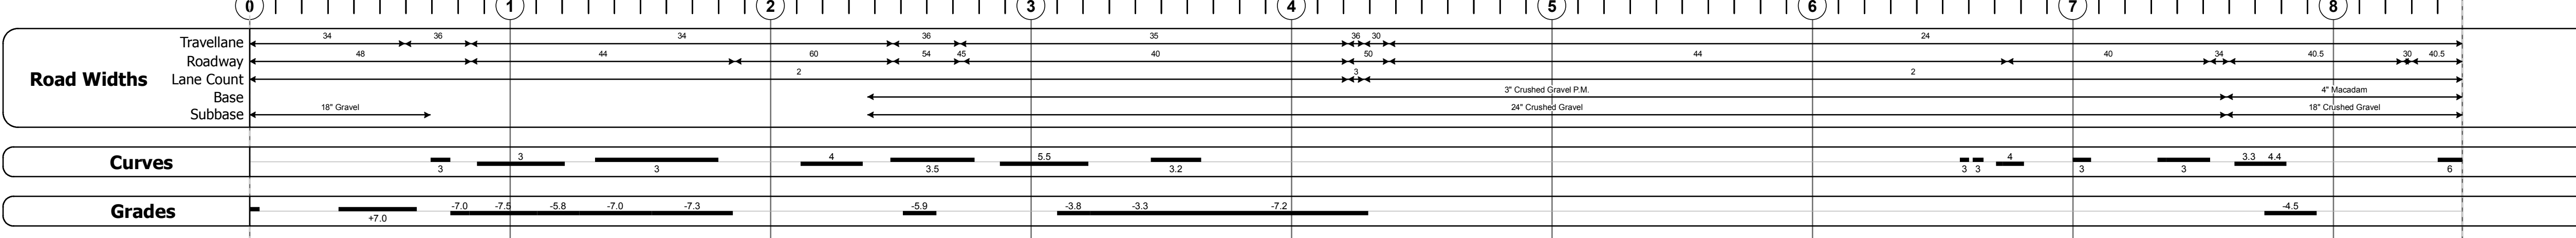 0 1 2 3 4 5 6 7 8
Road Widths
Travellane 34 36 34 36 35 36 30 24
Roadway 48 44 60 54 45 40 50 44 40 34 40.5 30 40.5
Lane Count 2 3 2
Base 3" Crushed Gravel P.M. 4" Macadam
Subbase 18" Gravel 24" Crushed Gravel 18" Crushed Gravel
Curves
3 4 5.5 4 3.3 4.4
3 3 3.5 3.2 3 3 3 3 6
Grades
-7.0 -7.5 -5.8 -7.0 -7.3 -5.9 -3.8 -3.3 -7.2 -4.5
+7.0